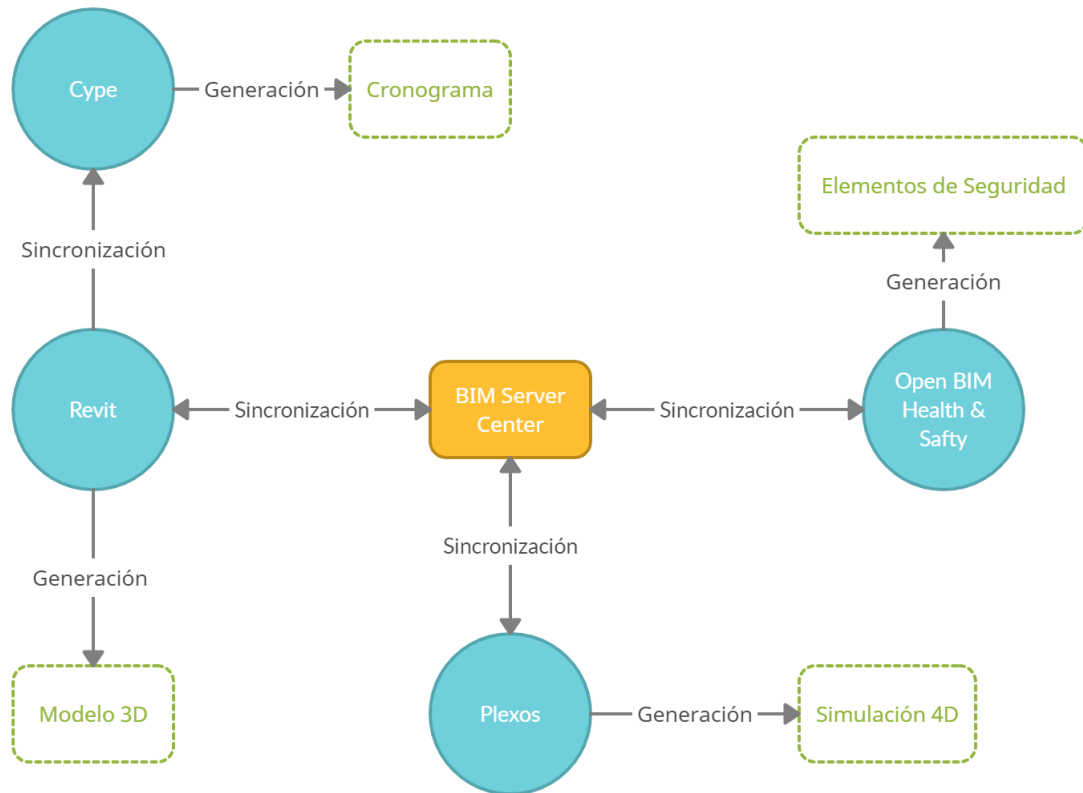 Cype
Generación
Cronograma
Elementos de Seguridad
Sincronización
Generación
Revit
Sincronización
BIM Server
Center
Sincronización
Open BIM
Health &
Safty
Sincronización
Generación
Modelo 3D
Plexos
Generación
Simulación 4D